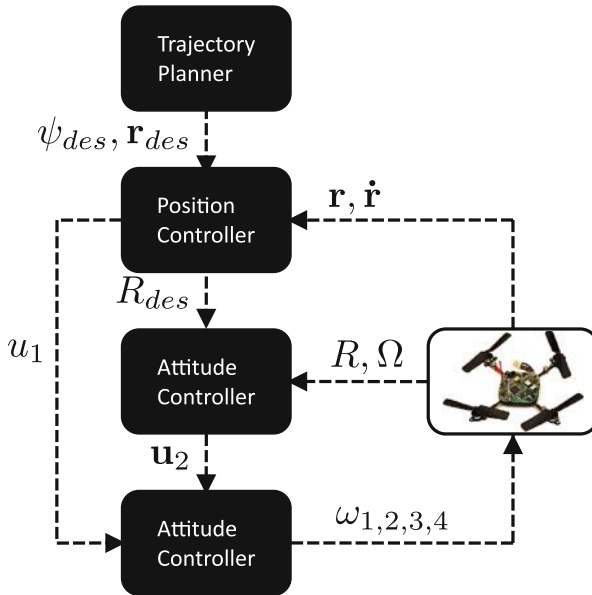 Trajectory
Planner
ψ_des, r_des
Position
Controller
r, ṙ
R_des
u_1
Attitude
Controller
R, Ω
u_2
Attitude
Controller
ω_1,2,3,4